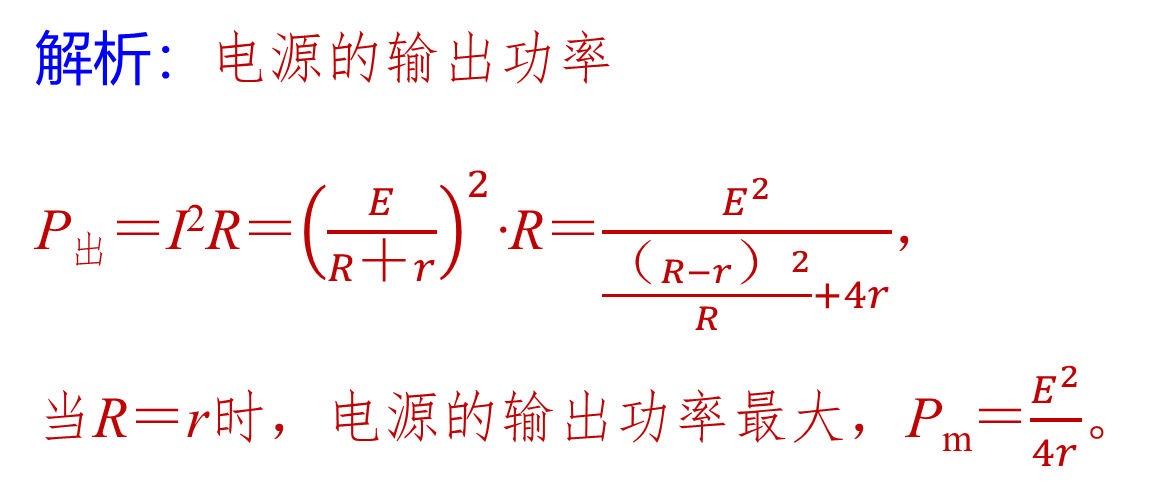 解析：电源的输出功率
P出＝I²R＝(E/(R＋r))²·R＝E²/((R-r)²/R+4r)，
当R＝r时，电源的输出功率最大，Pm＝E²/4r。